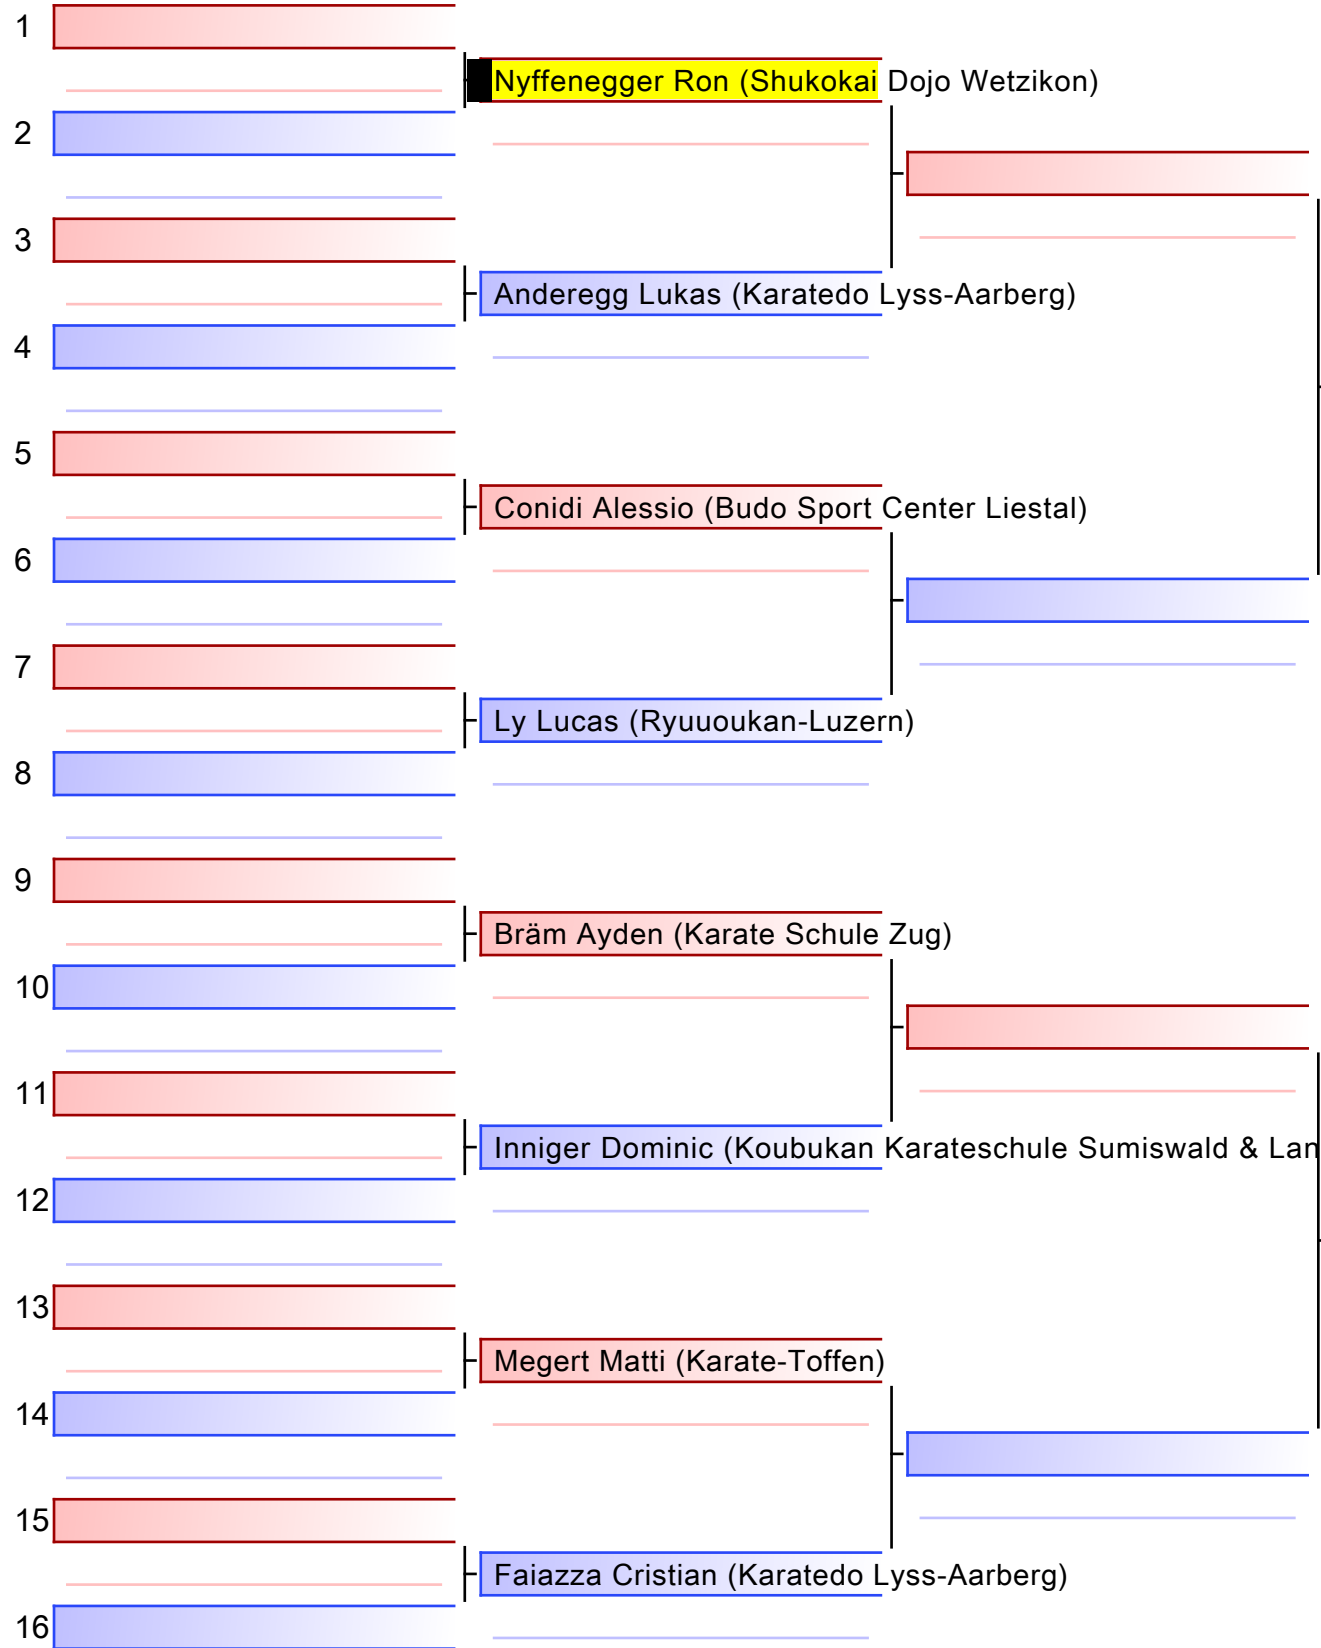 1
Nyffenegger Ron (Shukokai Dojo Wetzikon)
2
3
Anderegg Lukas (Karatedo Lyss-Aarberg)
4
5
Conidi Alessio (Budo Sport Center Liestal)
6
7
Ly Lucas (Ryuuoukan-Luzern)
8
9
Bräm Ayden (Karate Schule Zug)
10
11
Inniger Dominic (Koubukan Karateschule Sumiswald & Lan
12
13
Megert Matti (Karate-Toffen)
14
15
Faiazza Cristian (Karatedo Lyss-Aarberg)
16